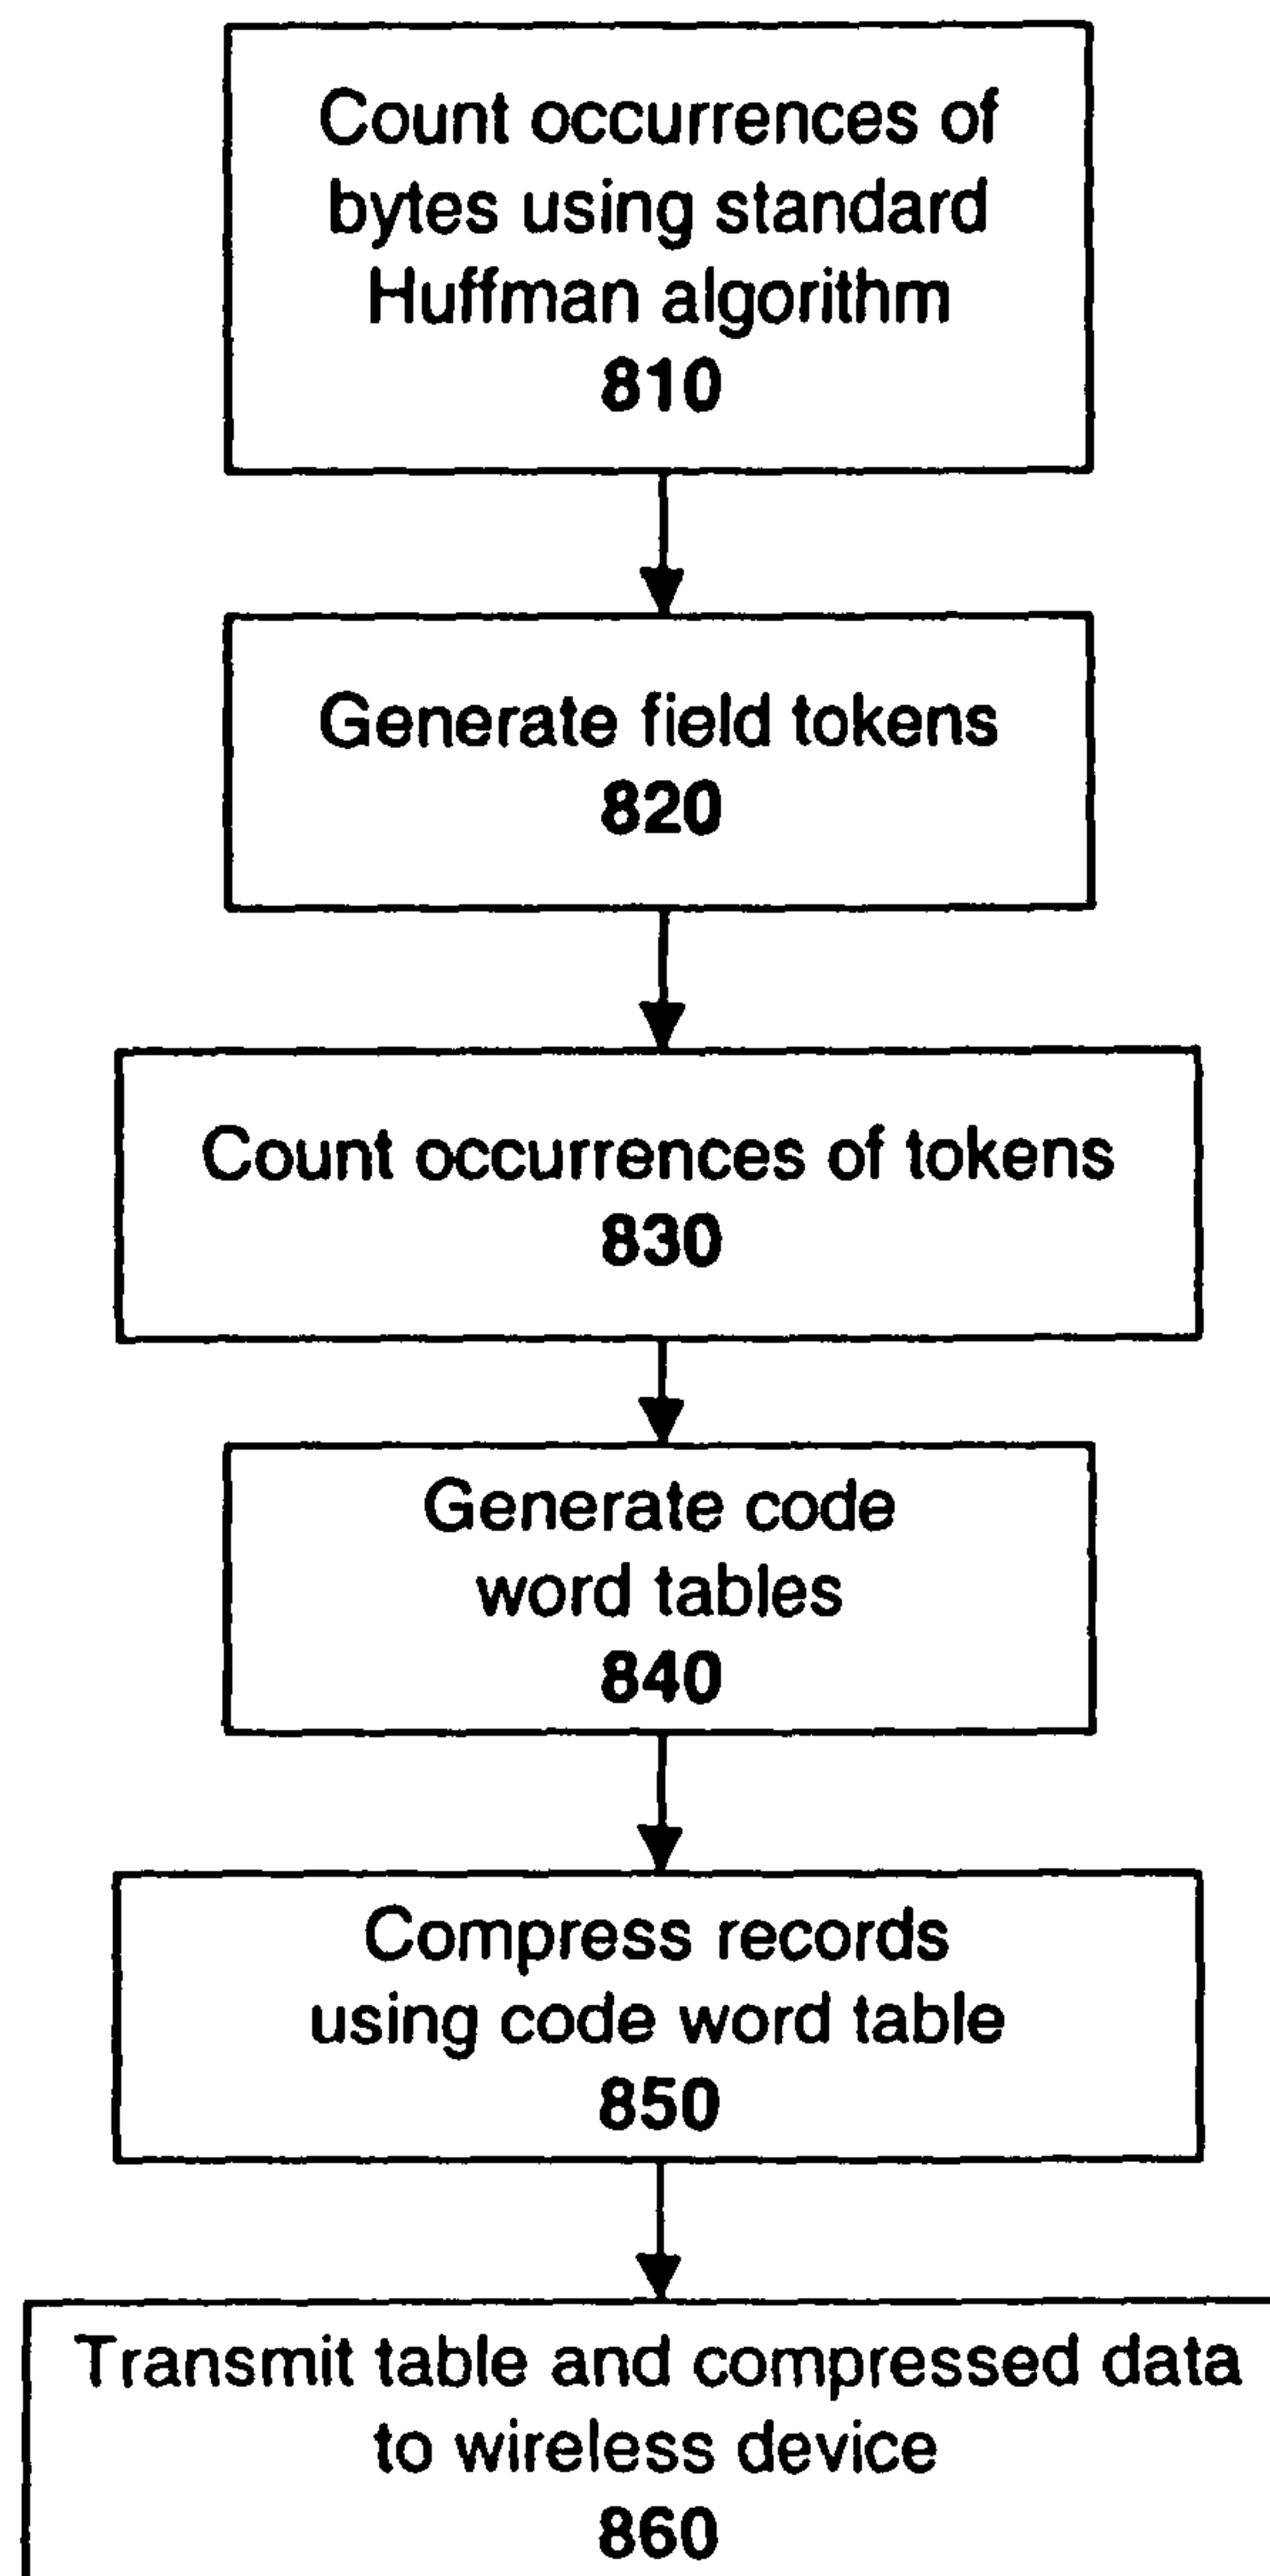 Count occurrences of
bytes using standard
Huffman algorithm
810
Generate field tokens
820
Count occurrences of tokens
830
Generate code
word tables
840
Compress records
using code word table
850
Transmit table and compressed data
to wireless device
860